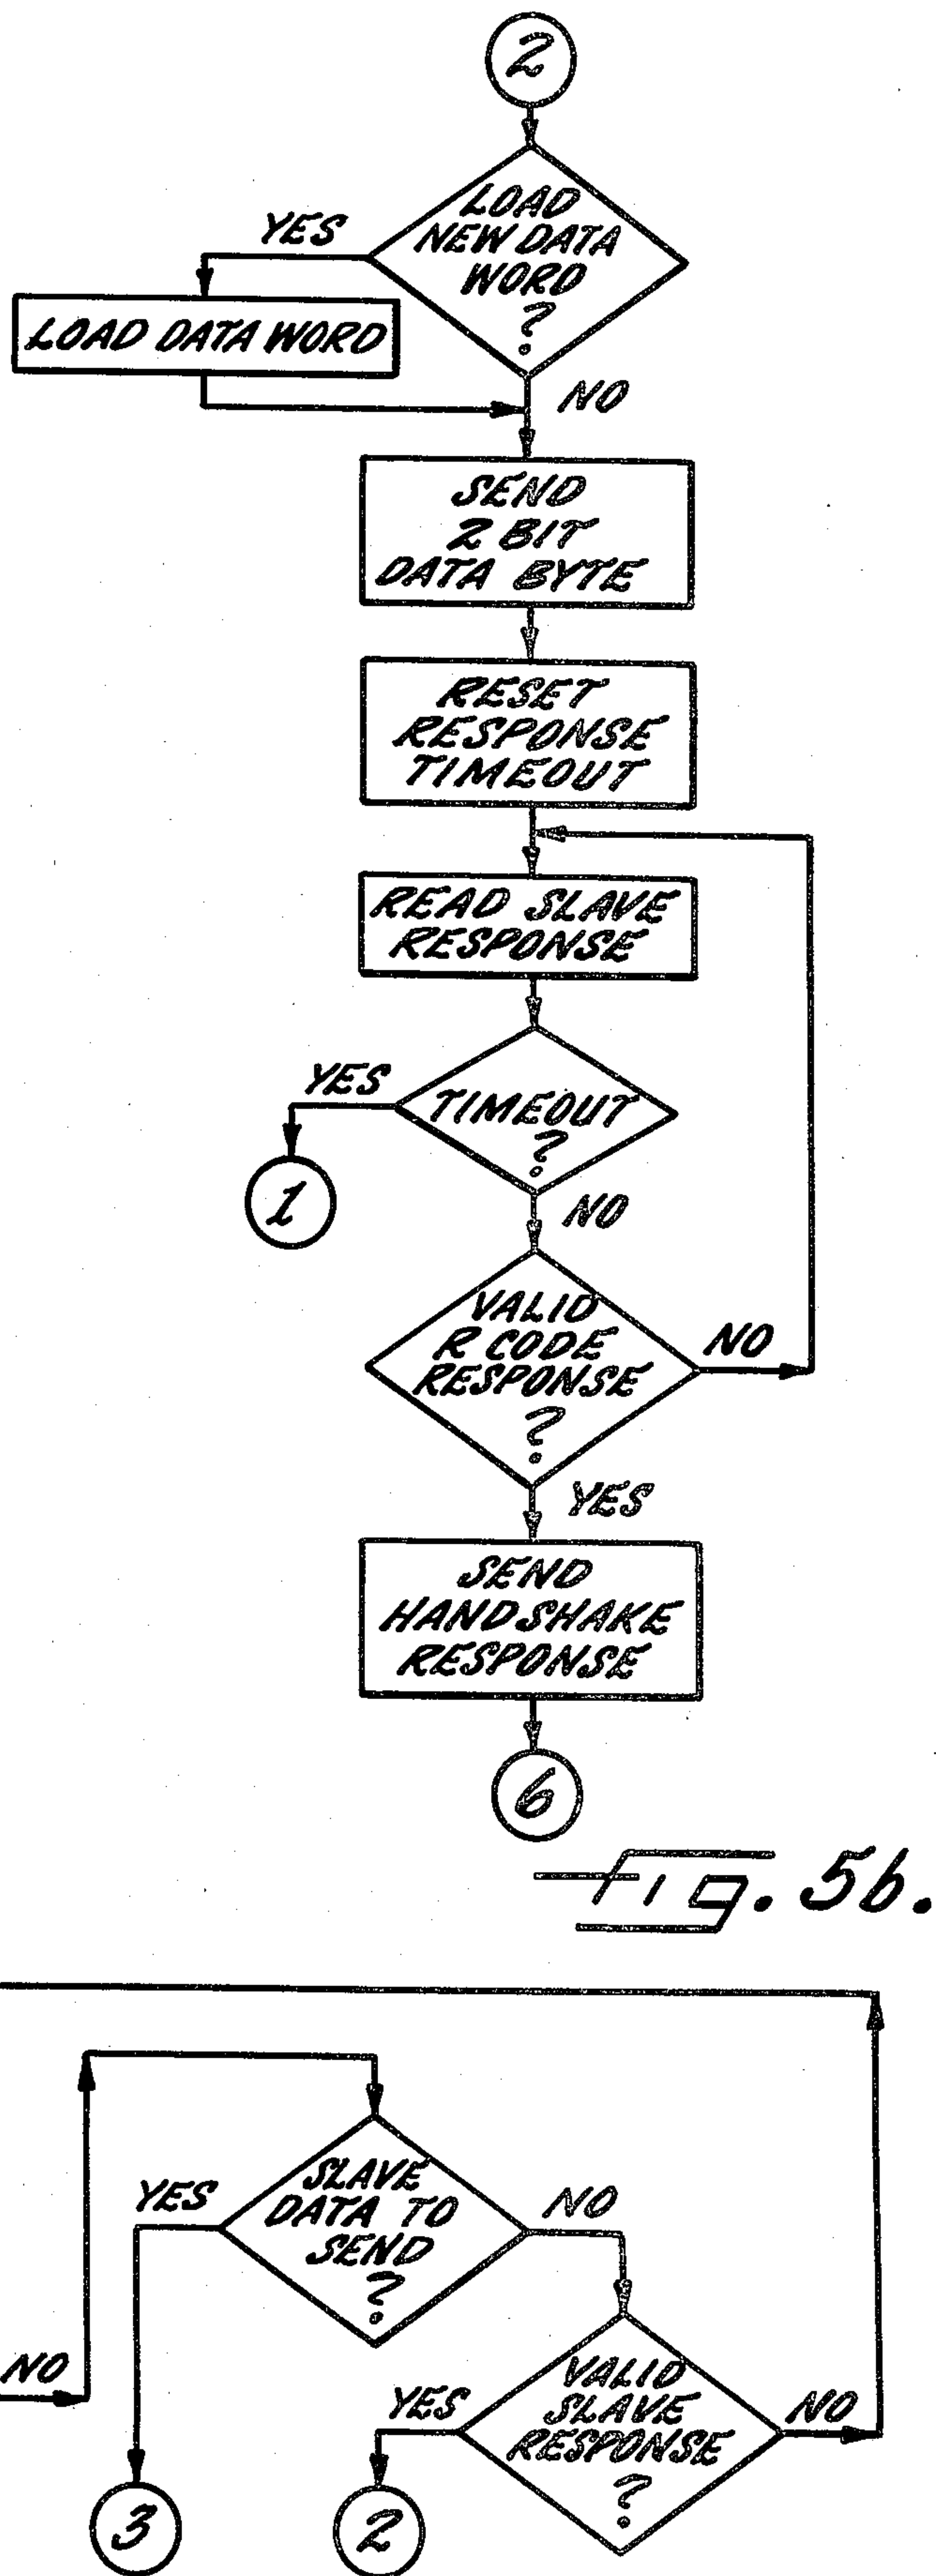 2
LOAD
NEW DATA
WORD
?
YES
LOAD DATA WORD
NO
SEND
2 BIT
DATA BYTE
RESET
RESPONSE
TIMEOUT
READ SLAVE
RESPONSE
TIMEOUT
?
YES
1
NO
VALID
R CODE
RESPONSE
?
NO
YES
SEND
HANDSHAKE
RESPONSE
6
Fig. 5b.
SLAVE
DATA TO
SEND
?
YES
NO
NO
VALID
SLAVE
RESPONSE
?
YES
NO
3
2